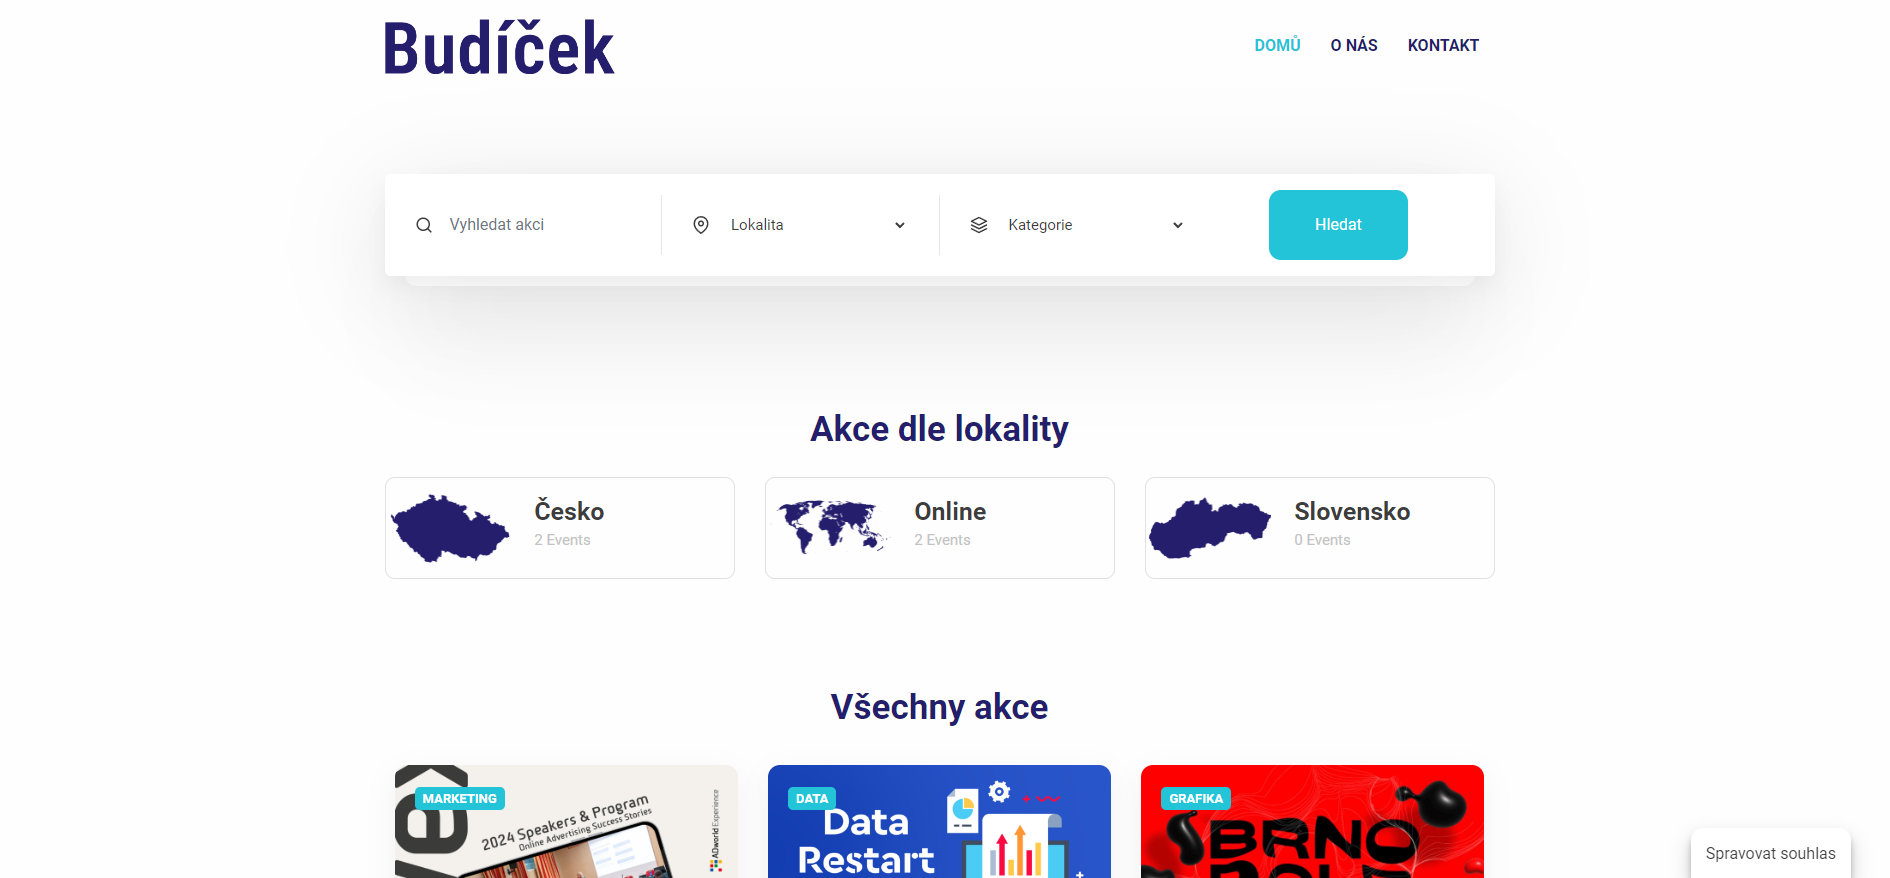 Budíček
DOMŮ
O NÁS
KONTAKT
Vyhledat akci
Lokalita
Kategorie
Hledat
Akce dle lokality
Česko
2 Events
Online
2 Events
Slovensko
0 Events
Všechny akce
MARKETING
2024 Speakers & Program
Online Advertising Success Stories
ADworld Experience
DATA
Data
Restart
GRAFIKA
BRNO
Spravovat souhlas